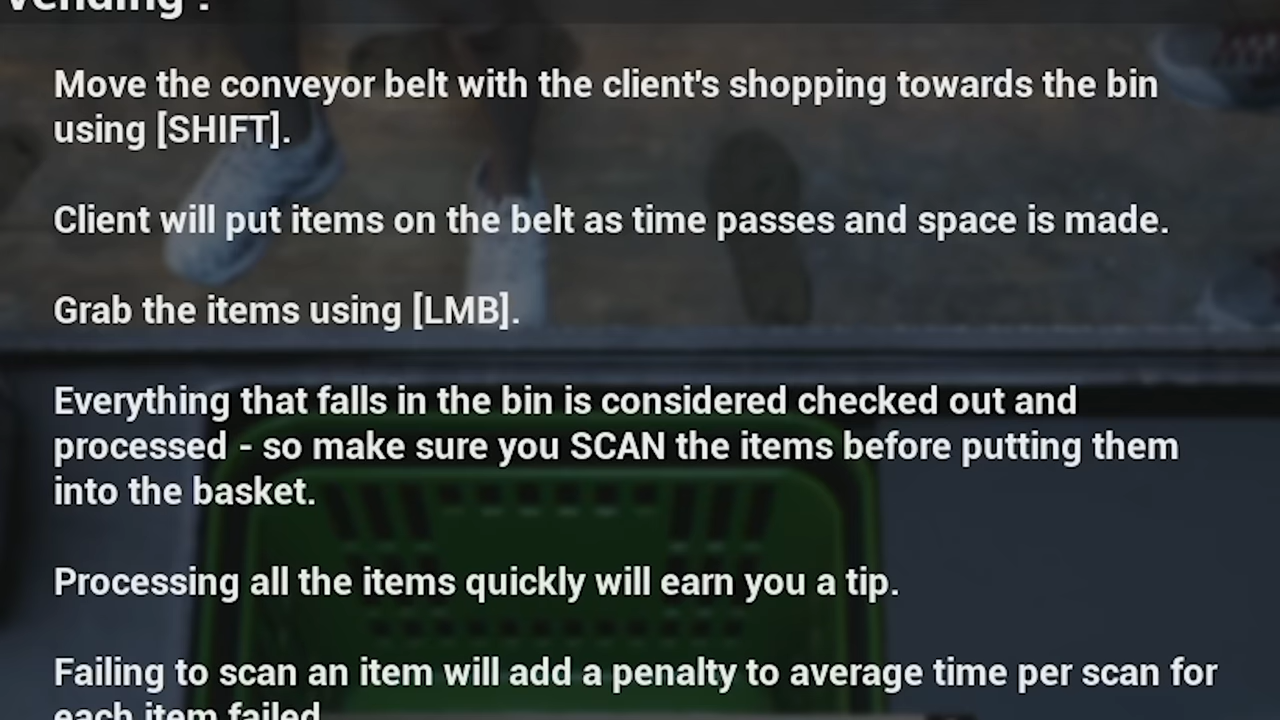 vending :
Move the conveyor belt with the client's shopping towards the bin
using [SHIFT].
Client will put items on the belt as time passes and space is made.
Grab the items using [LMB].
Everything that falls in the bin is considered checked out and
processed - so make sure you SCAN the items before putting them
into the basket.
Processing all the items quickly will earn you a tip.
Failing to scan an item will add a penalty to average time per scan for
each item failed